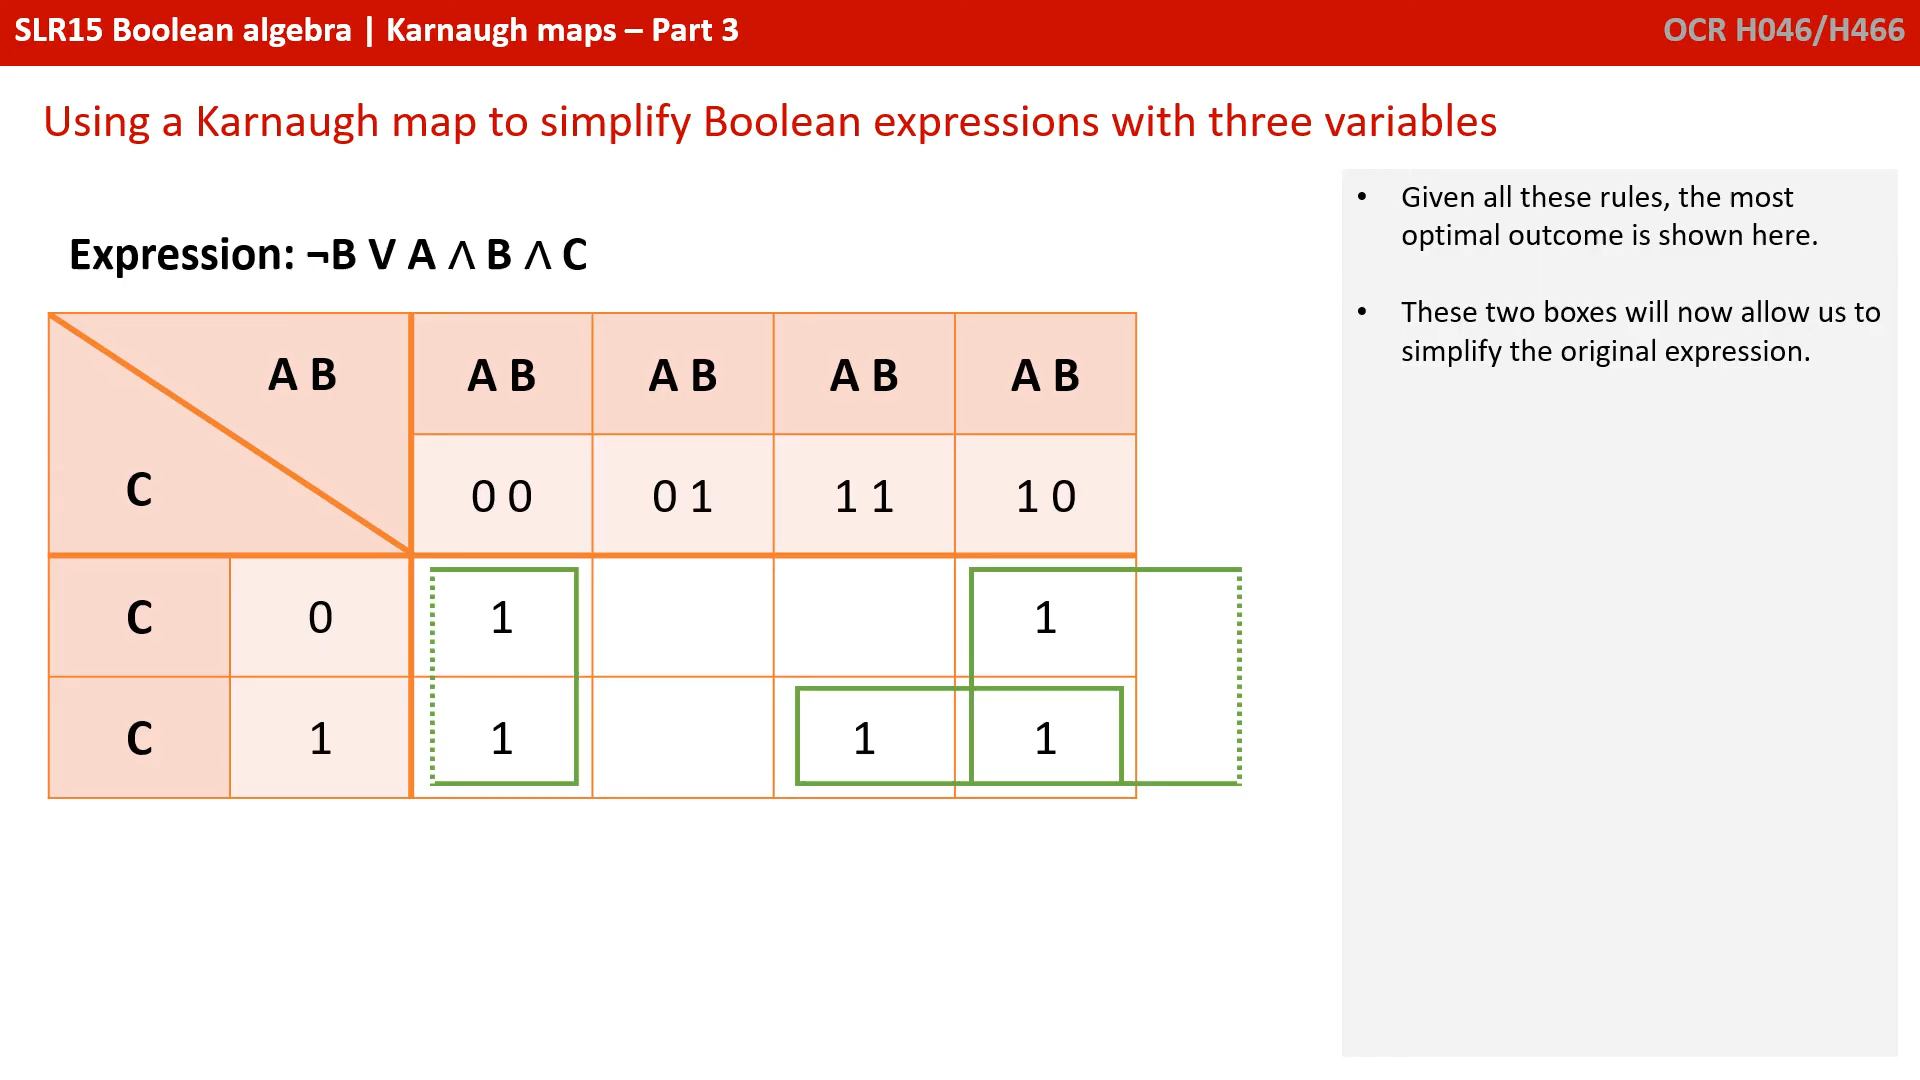 SLR15 Boolean algebra | Karnaugh maps – Part 3
OCR H046/H466
Using a Karnaugh map to simplify Boolean expressions with three variables
Expression: ¬B V A ∧ B ∧ C
A B
C
A B A B A B A B
0 0 0 1 1 1 1 0
C 0 1 1
C 1 1 1 1
• Given all these rules, the most
optimal outcome is shown here.
• These two boxes will now allow us to
simplify the original expression.